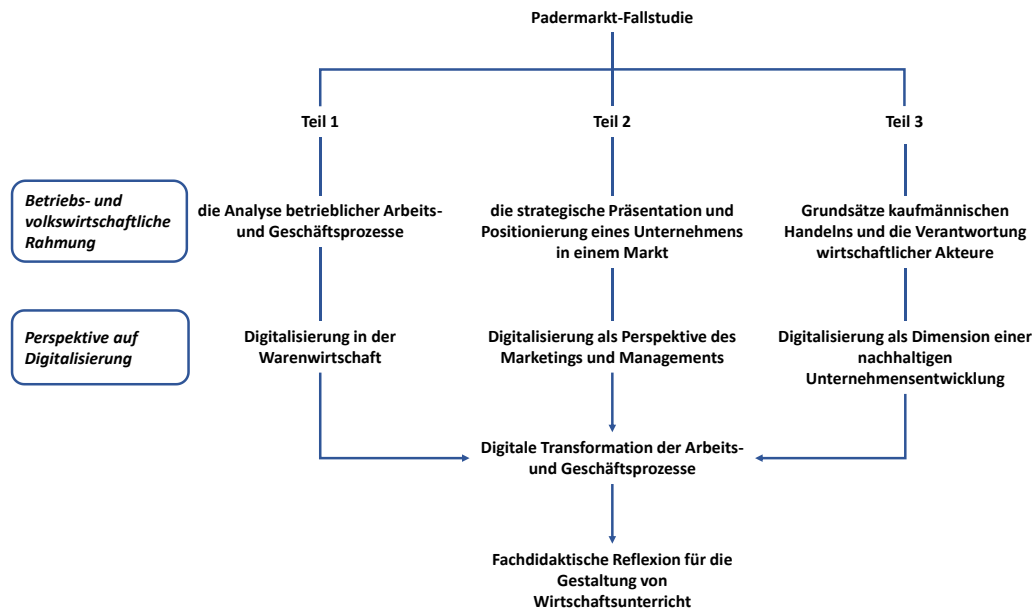 Padermarkt-Fallstudie
Teil 1
Teil 2
Teil 3
Betriebs- und
volkswirtschaftliche
Rahmung
die Analyse betrieblicher Arbeits-
und Geschäftsprozesse
die strategische Präsentation und
Positionierung eines Unternehmens
in einem Markt
Grundsätze kaufmännischen
Handelns und die Verantwortung
wirtschaftlicher Akteure
Perspektive auf
Digitalisierung
Digitalisierung in der
Warenwirtschaft
Digitalisierung als Perspektive des
Marketings und Managements
Digitalisierung als Dimension einer
nachhaltigen
Unternehmensentwicklung
Digitale Transformation der Arbeits-
und Geschäftsprozesse
Fachdidaktische Reflexion für die
Gestaltung von
Wirtschaftsunterricht